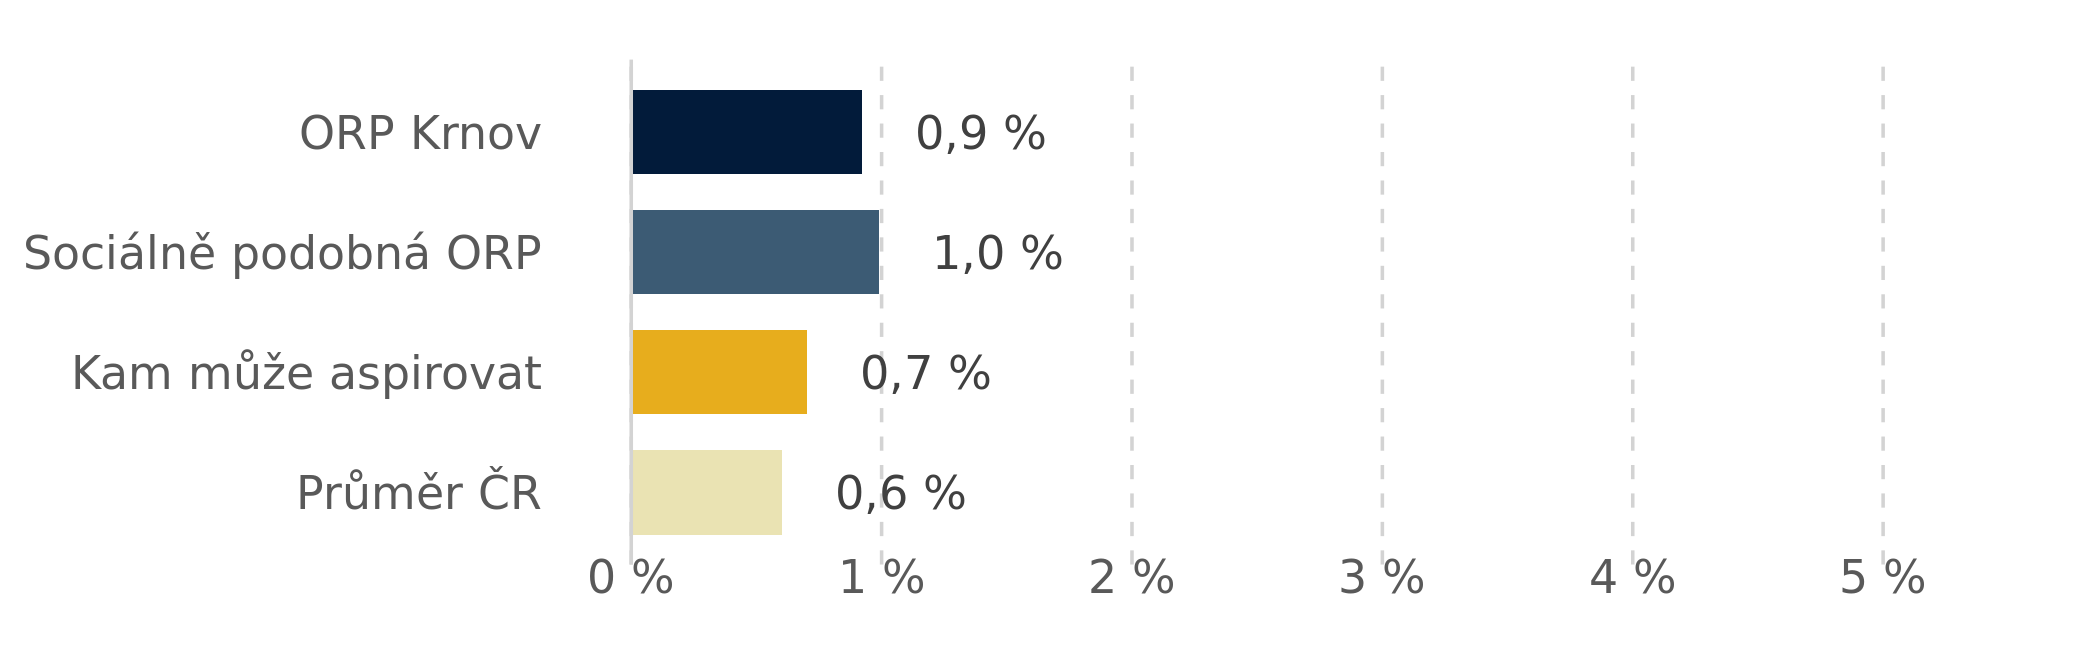 ORP Krnov 0,9 %
Sociálně podobná ORP 1,0 %
Kam může aspirovat 0,7 %
Průměr ČR 0,6 %
0 % 1 % 2 % 3 % 4 % 5 %